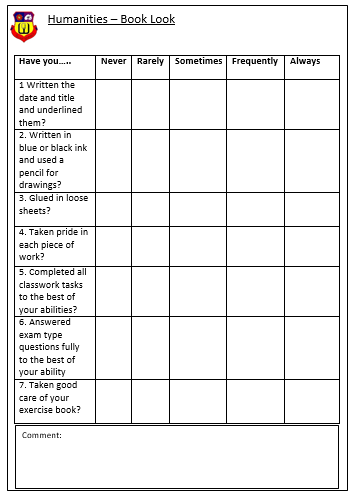 Humanities – Book Look
Have you….. Never Rarely Sometimes Frequently Always
1 Written the
date and title
and underlined
them?
2. Written in
blue or black ink
and used a
pencil for
drawings?
3. Glued in loose
sheets?
4. Taken pride in
each piece of
work?
5. Completed all
classwork tasks
to the best of
your abilities?
6. Answered
exam type
questions fully
to the best of
your ability
7. Taken good
care of your
exercise book?
Comment: